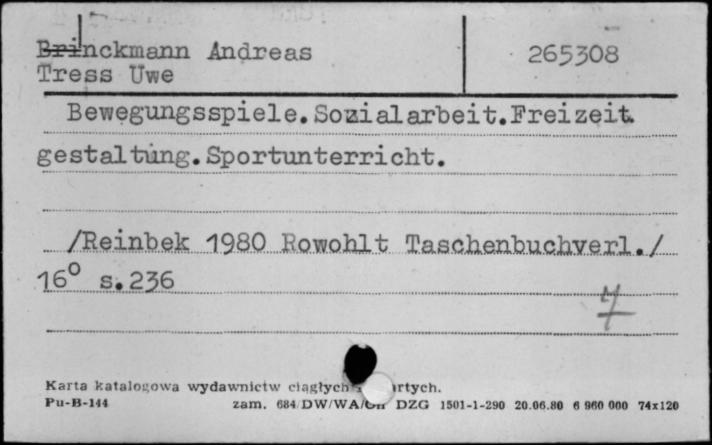 Brinckmann Andreas
265308
Tress Uwe
Bewegungsspiele.Sozialarbeit.Freizeit
gestaltung.Sportunterricht.
/Reinbek 1980 Rowohlt Taschenbuchverl./
16° s.236
Karta katalogowa wydawnictw ciągłych
Pu-B-144 zam. 684/DW/WA/ DZG 1501-1-290 20.06.80 6 960 000 74x120